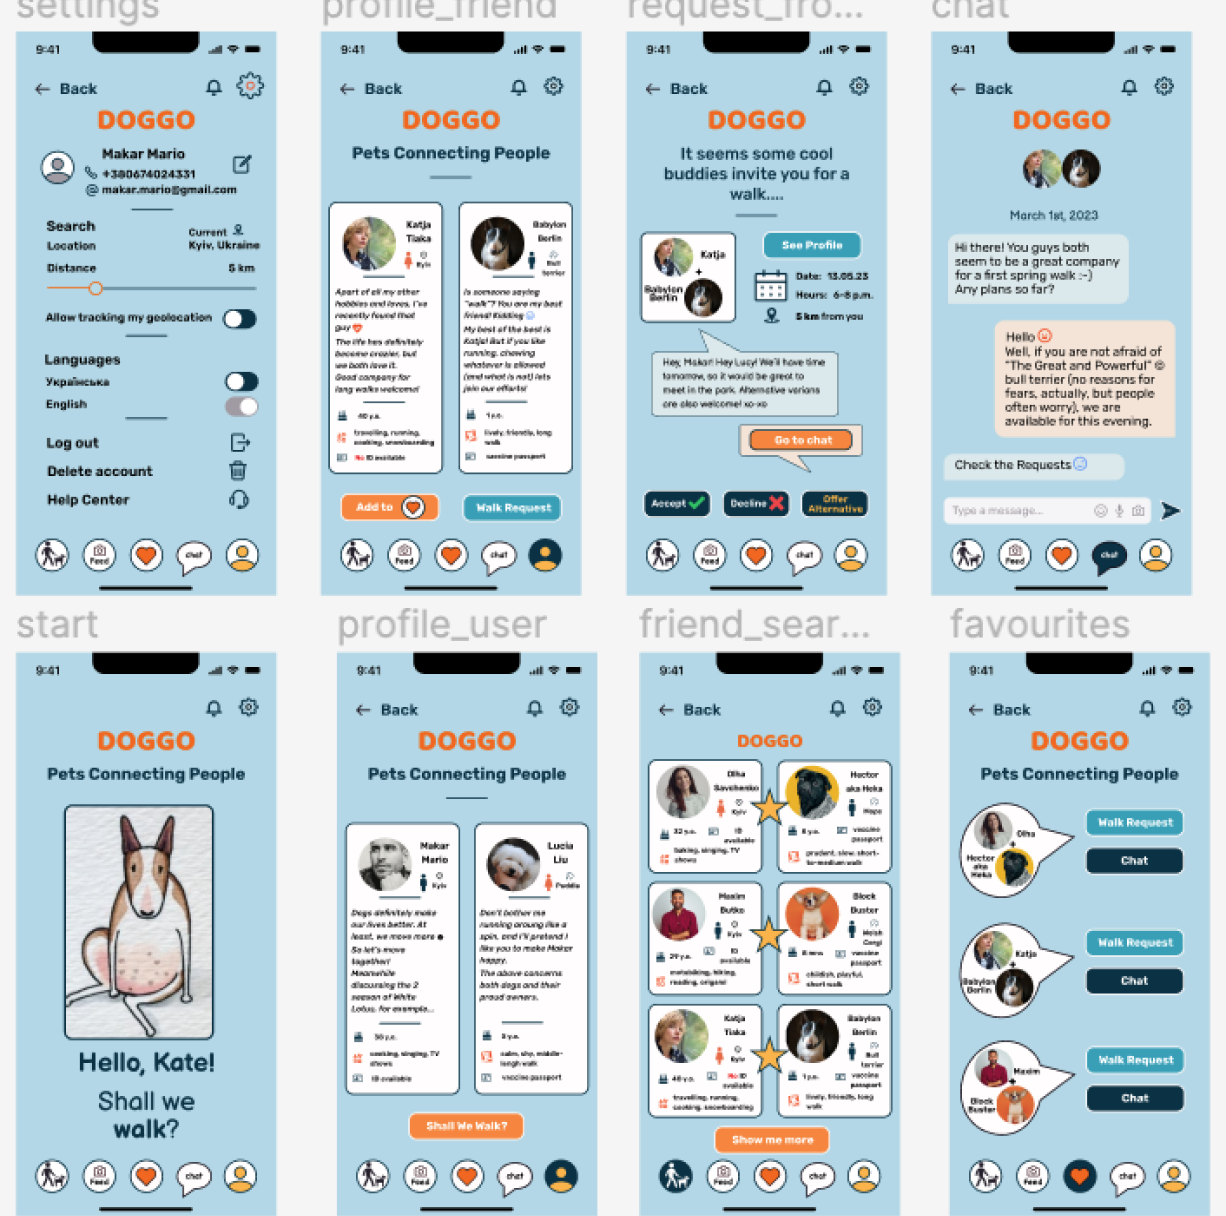 settings
9:41
Back
DOGGO
Makar Mario
+380674024331
makar.mario@gmail.com
Search
Current
Location
Kyiv, Ukraine
Distance
5 km
Allow tracking my geolocation
Languages
Українська
English
Log out
Delete account
Help Center
Feed
chat
profile_friend
9:41
Back
DOGGO
Pets Connecting People
Katja
Tiaka
Kyiv
Apart of all my other
hobbies and loves, I've
recently found that
guy
The life has definitely
become crazier, but
we both love it.
Good company for
long walks welcome!
40 y.o.
travelling, running,
cooking, snowboarding
No ID available
Babylon
Berlin
Bull
terrier
Is someone saying
"walk"? You are my best
friend! Kidding
My best of the best is
Katja! But if you like
running, chewing
whatever is allowed
(and what is not) lets
join our efforts!
1 y.o.
lively, friendly, long
walk
vaccine passport
Add to
Walk Request
Feed
chat
request_fro...
9:41
Back
DOGGO
It seems some cool
buddies invite you for a
walk....
Katja
+
Babylon
Berlin
See Profile
Date: 13.05.23
Hours: 6-8 p.m.
5 km from you
Hey, Makar! Hey Lucy! We'll have time
tomorrow, so it would be great to
meet in the park. Alternative varians
are also welcome! xo-xo
Go to chat
Accept
Decline
Offer
Alternative
Feed
chat
chat
9:41
Back
DOGGO
March 1st, 2023
Hi there! You guys both
seem to be a great company
for a first spring walk :-)
Any plans so far?
Hello
Well, if you are not afraid of
"The Great and Powerful"
bull terrier (no reasons for
fears, actually, but people
often worry), we are
available for this evening.
Check the Requests
Type a message...
Feed
chat
start
9:41
DOGGO
Pets Connecting People
Hello, Kate!
Shall we
walk?
Feed
chat
profile_user
9:41
Back
DOGGO
Pets Connecting People
Makar
Mario
Kyiv
Dogs definitely make
our lives better. At
least, we move more
So let's move
together!
Meanwhile
discussing the 2
season of White
Lotus, for example...
36 y.o.
cooking, singing, TV
shows
ID available
Lucia
Liu
Poddle
Don't bother me
running aroung like a
spin, and I'll pretend I
like you to make Makar
happy.
The above concerns
both dogs and their
proud owners.
8 y.o.
calm, shy, middle-
lengh walk
vaccine passport
Shall We Walk?
Feed
chat
friend_sear...
9:41
Back
DOGGO
Olha
Savchenko
Kyiv
32 y.o.
ID
available
baking, singing, TV
shows
Hector
aka Heka
Mops
6 y.o.
vaccine
passport
prudent, slow, short-
to-medium walk
Maxim
Butko
Kyiv
29 y.o.
ID
available
motobiking, hiking,
reading, origami
Block
Buster
Welsh
Corgi
8 mns
vaccine
passport
childish, playful,
short walk
Katja
Tiaka
Kyiv
40 y.o.
No ID
available
travelling, running,
cooking, snowboarding
Babylon
Berlin
Bull
terrier
1 y.o.
vaccine
passport
lively, friendly, long
walk
Show me more
Feed
chat
favourites
9:41
Back
DOGGO
Pets Connecting People
Olha
+
Hector
aka
Heka
Walk Request
Chat
Katja
+
Babylon
Berlin
Walk Request
Chat
Maxim
+
Block
Buster
Walk Request
Chat
Feed
chat